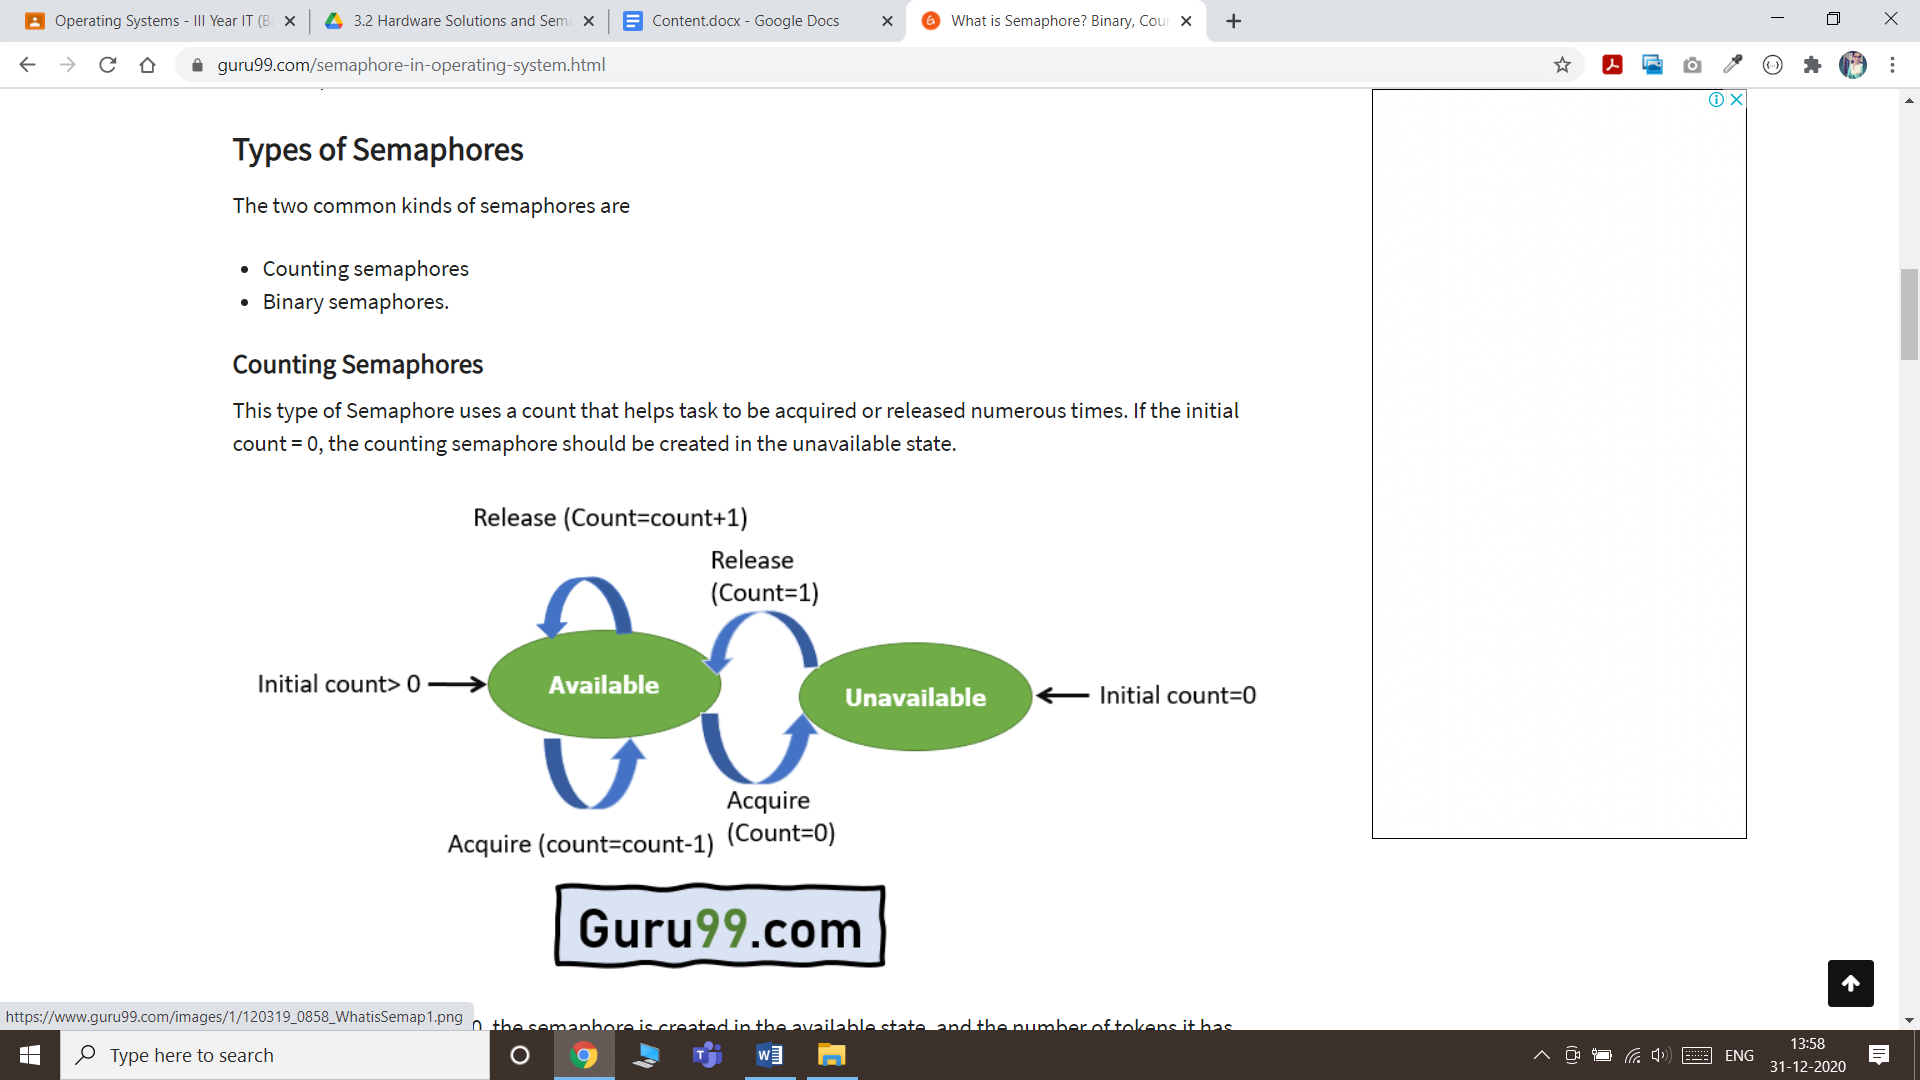 Operating Systems - III Year IT (B
3.2 Hardware Solutions and Sem
Content.docx - Google Docs
What is Semaphore? Binary, Cou
guru99.com/semaphore-in-operating-system.html
Types of Semaphores
The two common kinds of semaphores are
• Counting semaphores
• Binary semaphores.
Counting Semaphores
This type of Semaphore uses a count that helps task to be acquired or released numerous times. If the initial
count = 0, the counting semaphore should be created in the unavailable state.
Release (Count=count+1)
Release
(Count=1)
Initial count> 0
Available
Unavailable
Initial count=0
Acquire
(Count=0)
Acquire (count=count-1)
Guru99.com
https://www.guru99.com/images/1/120319_0858_WhatisSemap1.png
0, the semaphore is created in the available state, and the number of tokens it has
Type here to search
ENG
13:58
31-12-2020